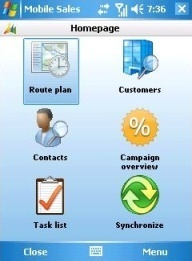 Mobile Sales 7:36
Homepage
Route plan Customers
Contacts Campaign
overview
Task list Synchronize
Close Menu